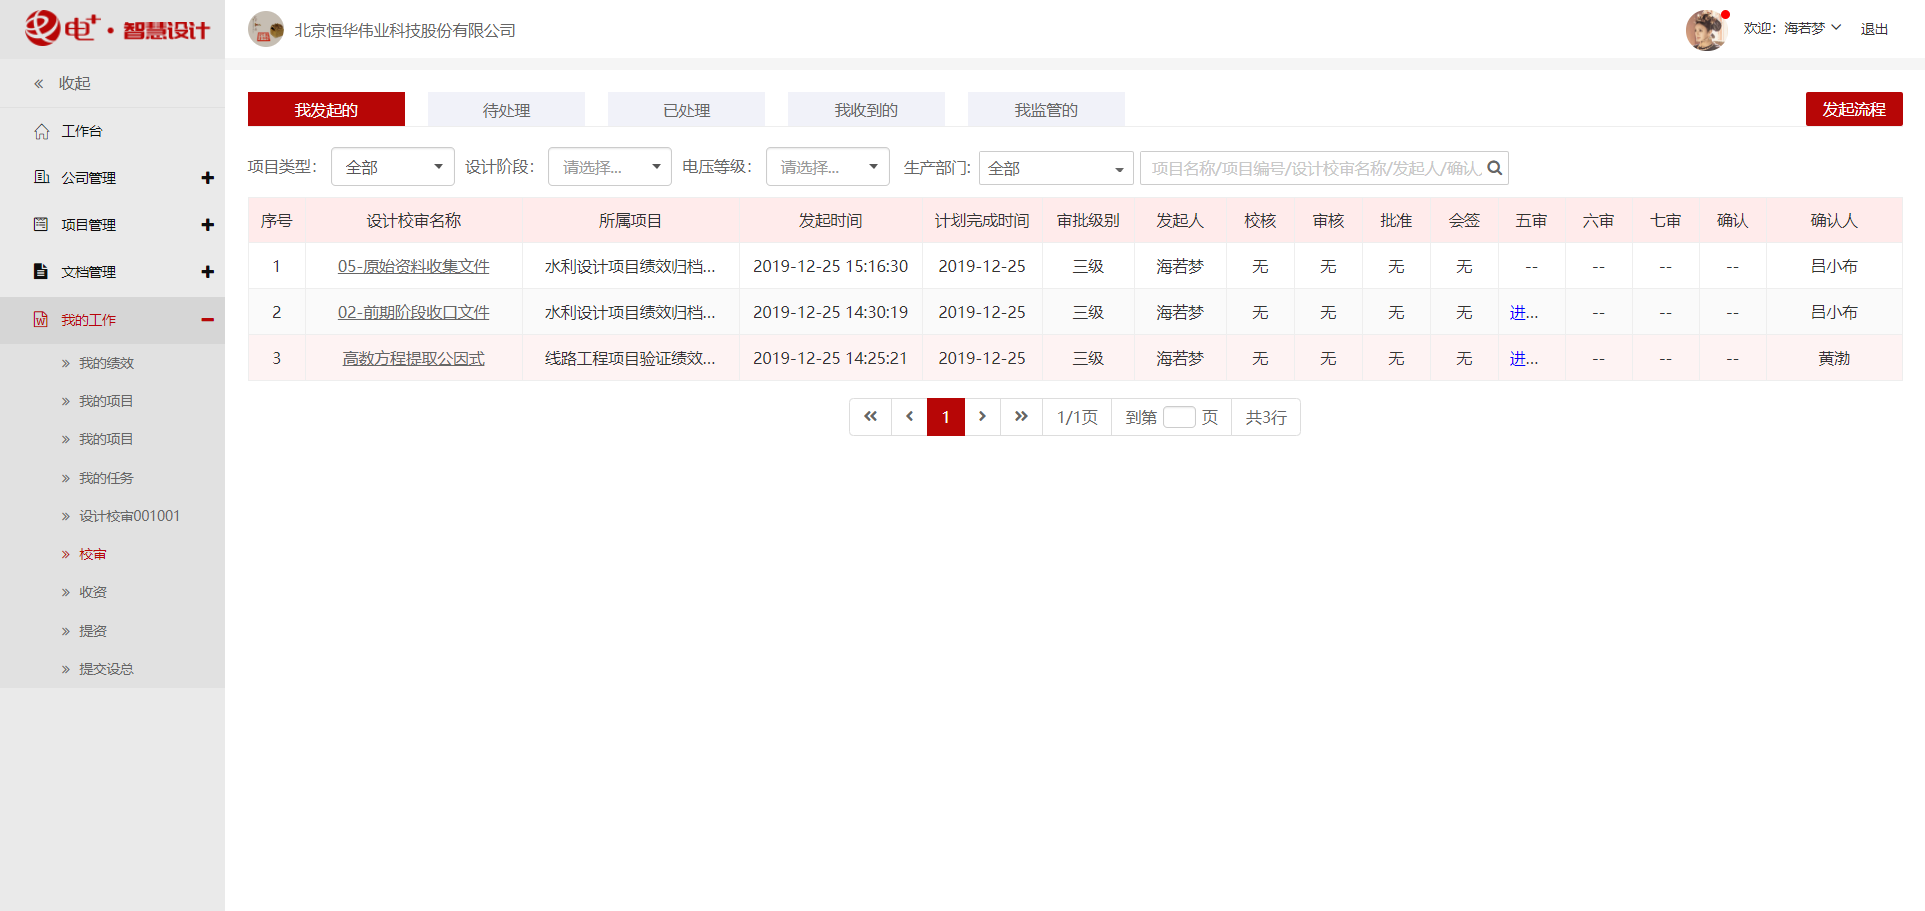 电+·智慧设计
北京恒华伟业科技股份有限公司
欢迎：海若梦
退出
收起
工作台
公司管理
项目管理
文档管理
我的工作
我的绩效
我的项目
我的项目
我的任务
设计校审001001
校审
收资
提资
提交设总
我发起的 待处理 已处理 我收到的 我监管的 发起流程
项目类型： 全部 设计阶段： 请选择... 电压等级： 请选择... 生产部门: 全部 项目名称/项目编号/设计校审名称/发起人/确认
序号 设计校审名称 所属项目 发起时间 计划完成时间 审批级别 发起人 校核 审核 批准 会签 五审 六审 七审 确认 确认人
1 05-原始资料收集文件 水利设计项目绩效归档... 2019-12-25 15:16:30 2019-12-25 三级 海若梦 无 无 无 无 -- -- -- -- 吕小布
2 02-前期阶段收口文件 水利设计项目绩效归档... 2019-12-25 14:30:19 2019-12-25 三级 海若梦 无 无 无 无 进... -- -- -- 吕小布
3 高数方程提取公因式 线路工程项目验证绩效... 2019-12-25 14:25:21 2019-12-25 三级 海若梦 无 无 无 无 进... -- -- -- 黄渤
1 1/1页 到第 页 共3行